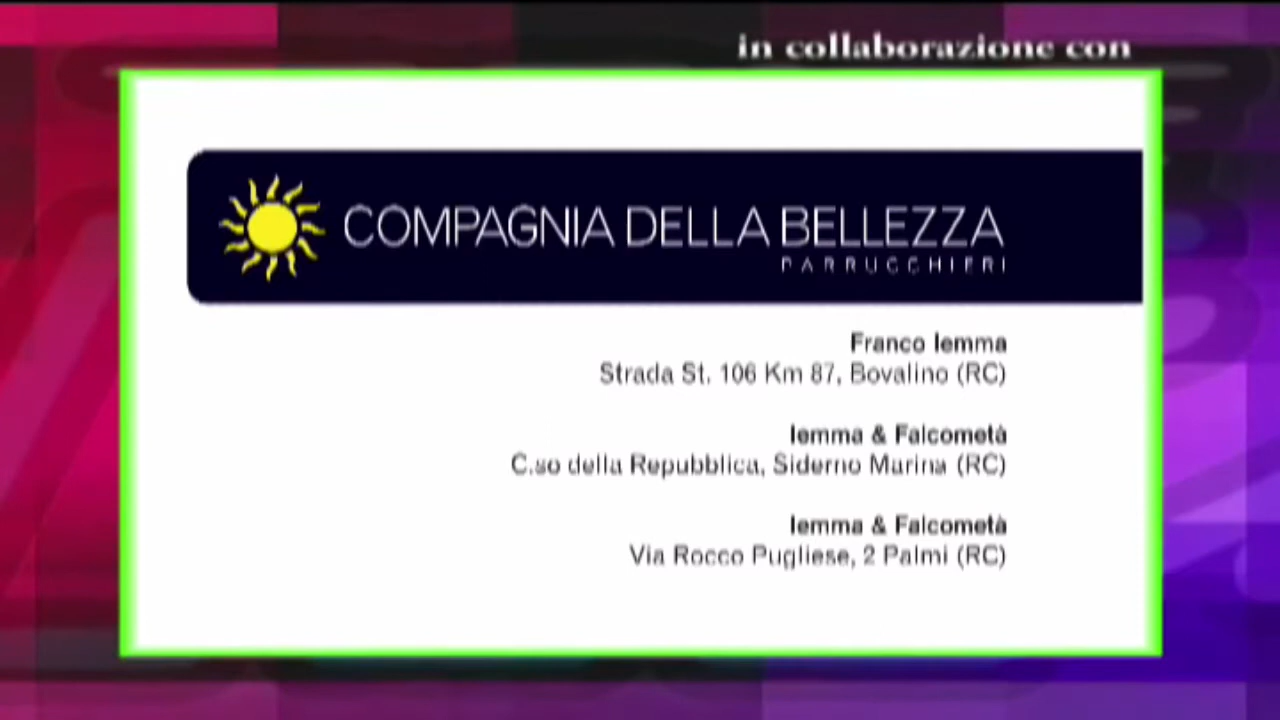 in collaborazione con
COMPAGNIA DELLA BELLEZZA
PARRUCCHIERI
Franco Iemma
Strada St. 106 Km 87, Bovalino (RC)
Iemma & Falcometà
C.so della Repubblica, Siderno Marina (RC)
Iemma & Falcometà
Via Rocco Pugliese, 2 Palmi (RC)